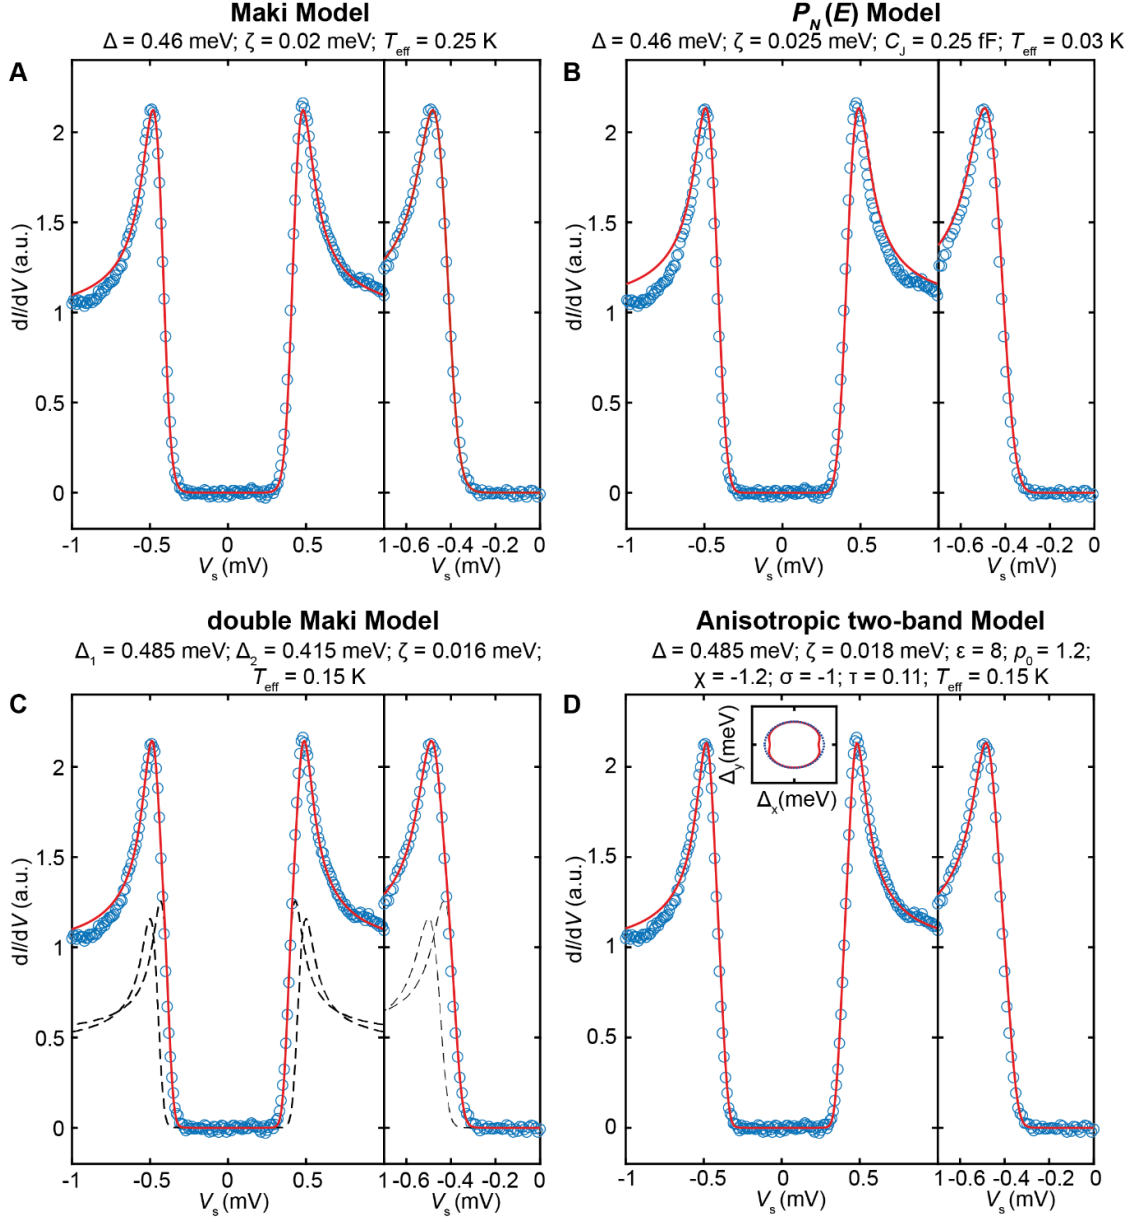 Maki Model
Δ = 0.46 meV; ζ = 0.02 meV; T_eff = 0.25 K
A
2
1.5
1
0.5
0
dI/dV (a.u.)
-1 -0.5 0 0.5 1 -0.6 -0.4 -0.2 0
V_s (mV) V_s (mV)
P_N(E) Model
Δ = 0.46 meV; ζ = 0.025 meV; C_J = 0.25 fF; T_eff = 0.03 K
B
2
1.5
1
0.5
0
dI/dV (a.u.)
-1 -0.5 0 0.5 1 -0.6 -0.4 -0.2 0
V_s (mV) V_s (mV)
double Maki Model
Δ_1 = 0.485 meV; Δ_2 = 0.415 meV; ζ = 0.016 meV;
T_eff = 0.15 K
C
2
1.5
1
0.5
0
dI/dV (a.u.)
-1 -0.5 0 0.5 1 -0.6 -0.4 -0.2 0
V_s (mV) V_s (mV)
Anisotropic two-band Model
Δ = 0.485 meV; ζ = 0.018 meV; ε = 8; p_0 = 1.2;
χ = -1.2; σ = -1; τ = 0.11; T_eff = 0.15 K
D
Δ_y(meV)
Δ_x(meV)
2
1.5
1
0.5
0
dI/dV (a.u.)
-1 -0.5 0 0.5 1 -0.6 -0.4 -0.2 0
V_s (mV) V_s (mV)